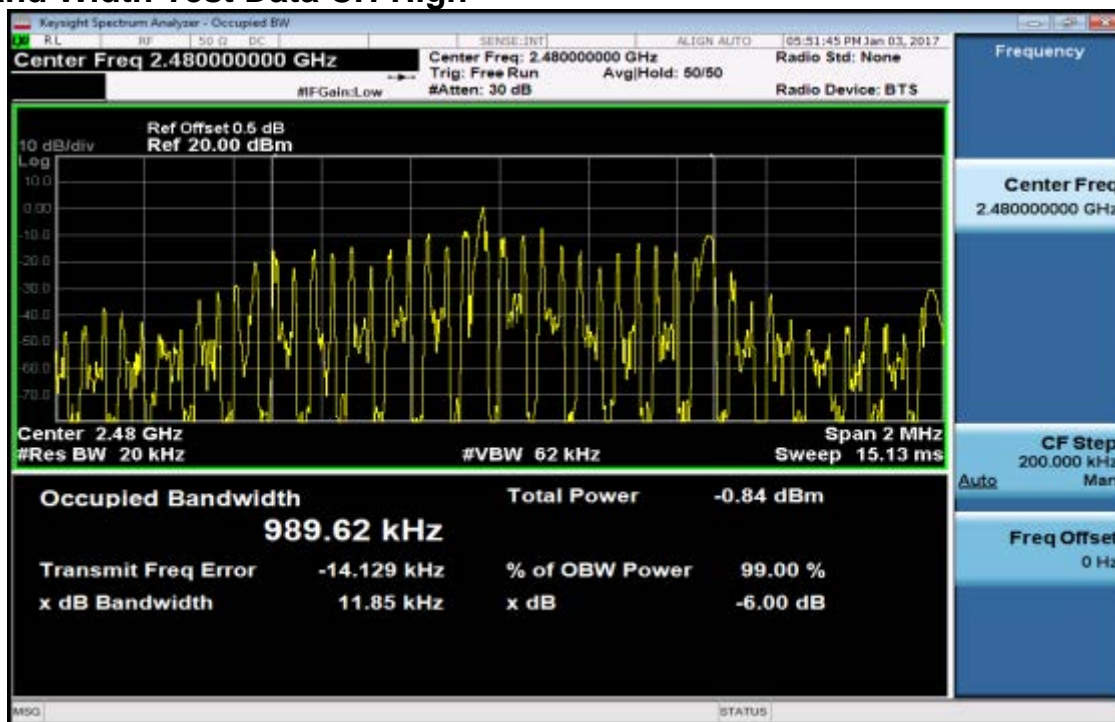 Keysight Spectrum Analyzer - Occupied BW
RL RF 50 Ω DC SENSE:INT ALIGN AUTO 05:51:45 PM Jan 03, 2017
Center Freq 2.480000000 GHz
Center Freq: 2.480000000 GHz
Radio Std: None
Trig: Free Run
Avg|Hold: 50/50
#IFGain:Low
#Atten: 30 dB
Radio Device: BTS
Ref Offset 0.5 dB
10 dB/div Ref 20.00 dBm
Log
10.0
0.00
-10.0
-20.0
-30.0
-40.0
-50.0
-60.0
-70.0
Center 2.48 GHz
Span 2 MHz
#Res BW 20 kHz
#VBW 62 kHz
Sweep 15.13 ms
Occupied Bandwidth
989.62 kHz
Total Power -0.84 dBm
Transmit Freq Error -14.129 kHz
% of OBW Power 99.00 %
x dB Bandwidth 11.85 kHz
x dB -6.00 dB
MSG
STATUS
Frequency
Center Freq
2.480000000 GHz
CF Step
200.000 kHz
Auto Man
Freq Offset
0 Hz